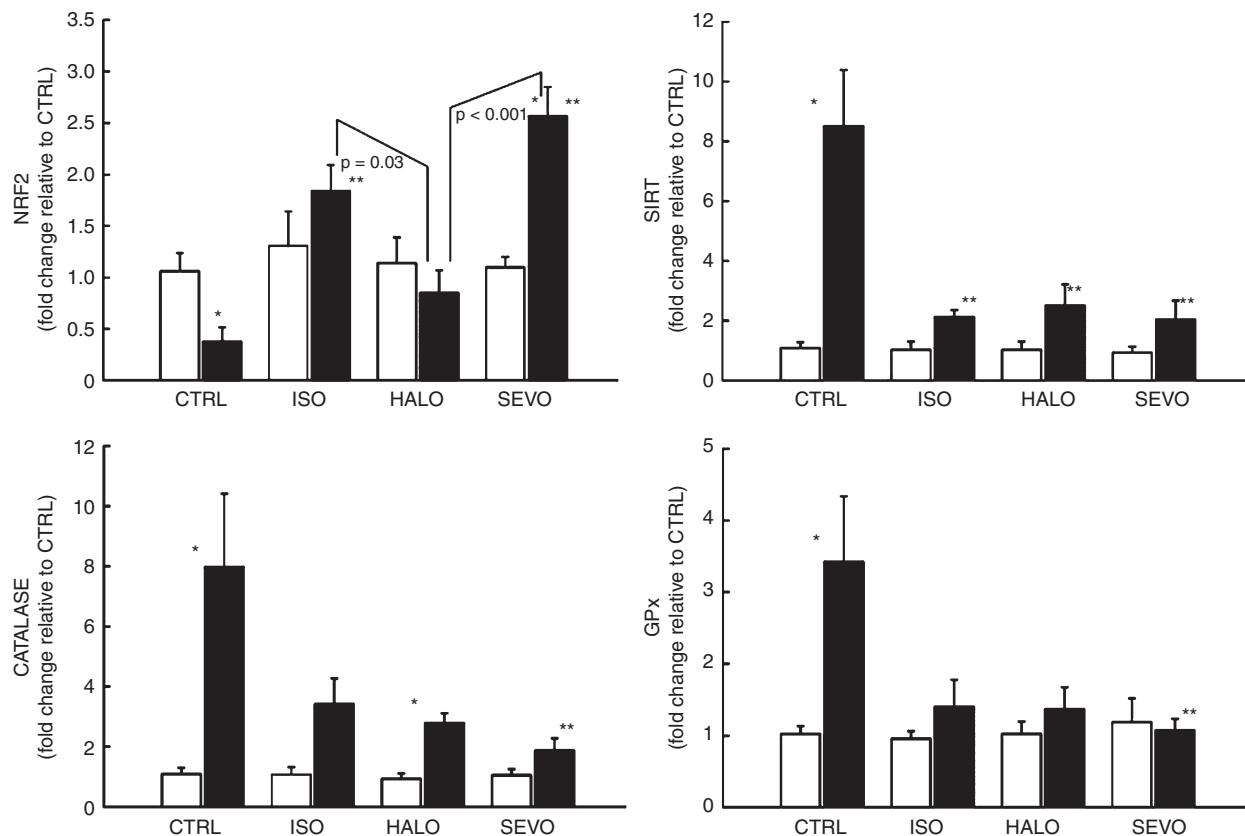 NRF2
(fold change relative to CTRL)
3.5
3.0
2.5
2.0
1.5
1.0
0.5
0
*
**
p = 0.03
p < 0.001
*
**
CTRL
ISO
HALO
SEVO
SIRT
(fold change relative to CTRL)
12
10
8
6
4
2
0
*
**
**
**
CTRL
ISO
HALO
SEVO
CATALASE
(fold change relative to CTRL)
12
10
8
6
4
2
0
*
*
**
CTRL
ISO
HALO
SEVO
GPx
(fold change relative to CTRL)
5
4
3
2
1
0
*
**
CTRL
ISO
HALO
SEVO